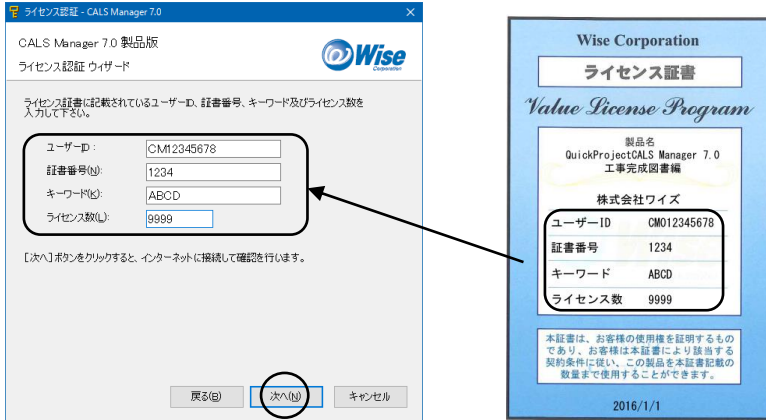 ライセンス認証 - CALS Manager 7.0
CALS Manager 7.0 製品版
ライセンス認証 ウィザード
Wise
Corporation
ライセンス証書に記載されているユーザーID、証書番号、キーワード及びライセンス数を
入力して下さい。
ユーザーID :
CM12345678
証書番号(N):
1234
キーワード(K):
ABCD
ライセンス数(L):
9999
[次へ]ボタンをクリックすると、インターネットに接続して確認を行います。
戻る(B)
次へ(N)
キャンセル
Wise Corporation
ライセンス証書
Value License Program
製品名
QuickProjectCALS Manager 7.0
工事完成図書編
株式会社ワイズ
ユーザーID CM012345678
証書番号 1234
キーワード ABCD
ライセンス数 9999
本証書は、お客様の使用権を証明するもの
であり、お客様は本証書により該当する
契約条件に従い、この製品を本証書記載の
数量まで使用することができます。
2016/1/1